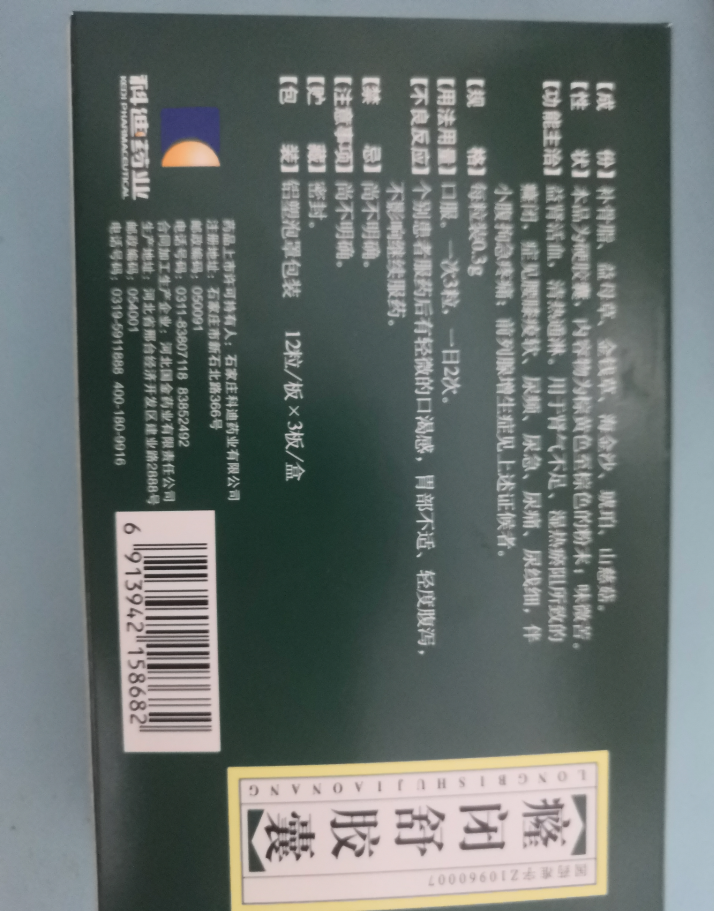 【成　份】补骨脂、益母草、金钱草、海金沙、琥珀、山慈菇。
【性　状】本品为硬胶囊，内容物为棕黄色至棕色的粉末；味微苦。
【功能主治】益肾活血，清热通淋。用于肾气不足、湿热瘀阻所致的
癃闭，症见腰膝酸软、尿频、尿急、尿痛、尿线细，伴
小腹拘急疼痛；前列腺增生症见上述证候者。
【规　格】每粒装0.3g
【用法用量】口服。一次3粒，一日2次。
【不良反应】个别患者服药后有轻微的口渴感，胃部不适、轻度腹泻，
不影响继续服药。
【禁　忌】尚不明确。
【注意事项】尚不明确。
【贮　藏】密封。
【包　装】铝塑泡罩包装　12粒/板×3板/盒
科迪药业
KEDI PHARMACEUTICAL
药品上市许可持有人：石家庄科迪药业有限公司
注册地址：石家庄市新石北路366号
邮政编码：050091
电话号码：0311-83807118 83852492
合同加工生产企业：河北国金药业有限责任公司
生产地址：河北省邢台经济开发区建业路2888号
邮政编码：054001
电话号码：0319-5911888 400-160-9916
6 913942 158682
LONGBISHUJIAONANG
【癃闭舒胶囊】
国药准字Z10960007